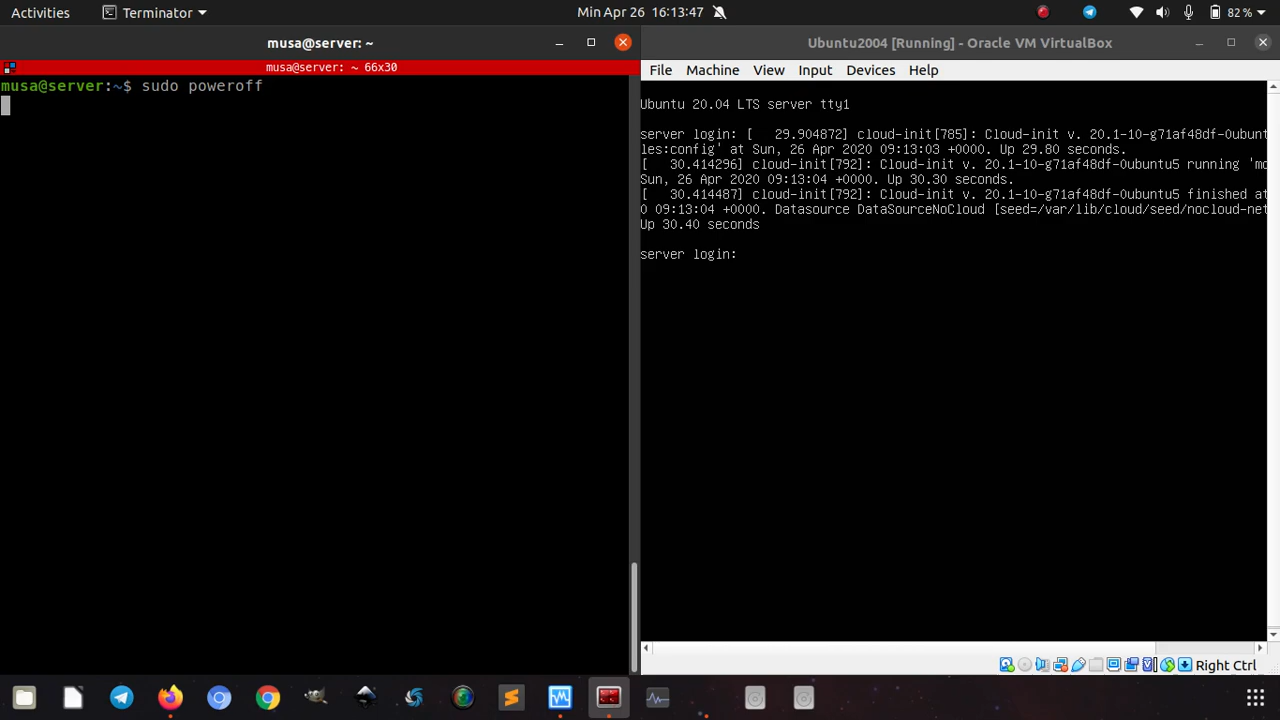 Activities
Terminator
Min Apr 26 16:13:47
82 %
musa@server: ~
musa@server: ~ 66x30
musa@server:~$ sudo poweroff
Ubuntu2004 [Running] - Oracle VM VirtualBox
File Machine View Input Devices Help
Ubuntu 20.04 LTS server tty1
server login: [ 29.904872] cloud-init[785]: Cloud-init v. 20.1-10-g71af48df-0ubunt
les:config' at Sun, 26 Apr 2020 09:13:03 +0000. Up 29.80 seconds.
[ 30.414296] cloud-init[792]: Cloud-init v. 20.1-10-g71af48df-0ubuntu5 running 'mo
Sun, 26 Apr 2020 09:13:04 +0000. Up 30.30 seconds.
[ 30.414487] cloud-init[792]: Cloud-init v. 20.1-10-g71af48df-0ubuntu5 finished at
0 09:13:04 +0000. Datasource DataSourceNoCloud [seed=/var/lib/cloud/seed/nocloud-net
Up 30.40 seconds
server login:
Right Ctrl